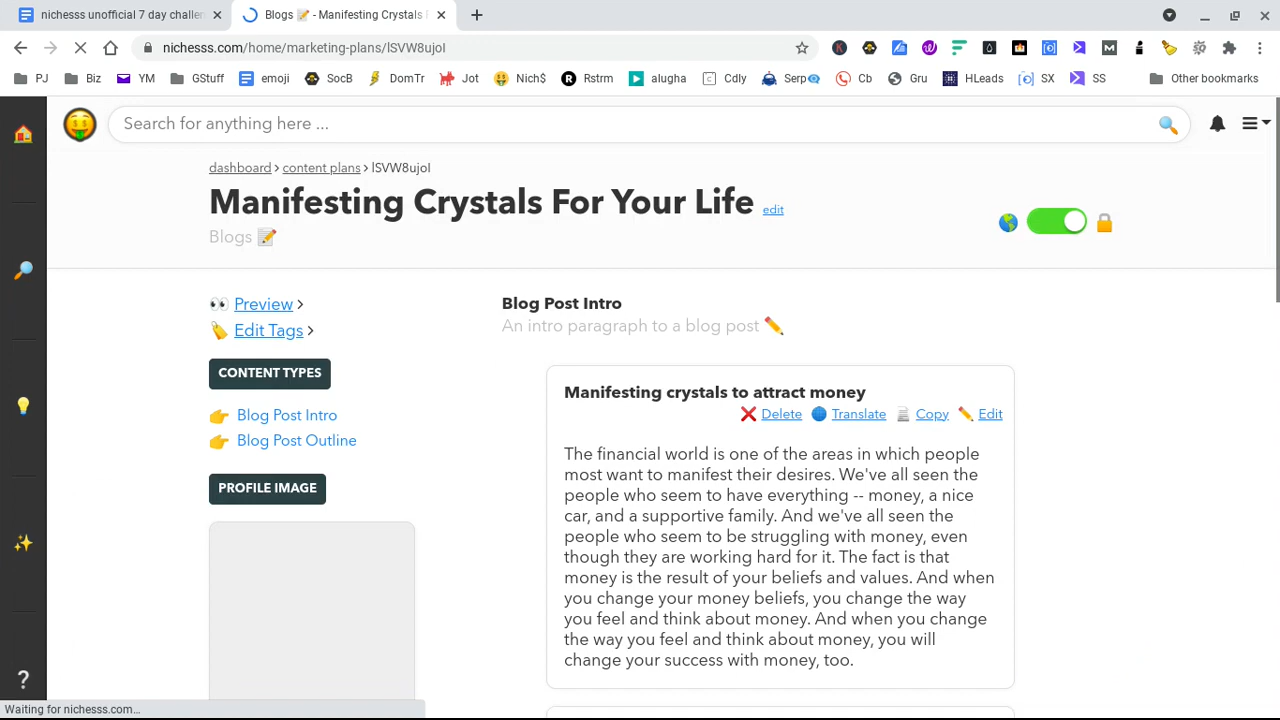 nichesss unofficial 7 day challen
Blogs 📝 - Manifesting Crystals F
nichesss.com/home/marketing-plans/lSVW8ujoI
PJ Biz YM GStuff emoji SocB DomTr Jot Nich$ Rstrm alugha Cdly Serp Cb Gru HLeads SX SS Other bookmarks
Search for anything here ...
dashboard > content plans > lSVW8ujoI
Manifesting Crystals For Your Life edit
Blogs 📝
👀 Preview >
🏷️ Edit Tags >
CONTENT TYPES
👉 Blog Post Intro
👉 Blog Post Outline
PROFILE IMAGE
Blog Post Intro
An intro paragraph to a blog post ✏️
Manifesting crystals to attract money
❌ Delete 🔵 Translate 📃 Copy ✏️ Edit
The financial world is one of the areas in which people
most want to manifest their desires. We've all seen the
people who seem to have everything -- money, a nice
car, and a supportive family. And we've all seen the
people who seem to be struggling with money, even
though they are working hard for it. The fact is that
money is the result of your beliefs and values. And when
you change your money beliefs, you change the way
you feel and think about money. And when you change
the way you feel and think about money, you will
change your success with money, too.
Waiting for nichesss.com...